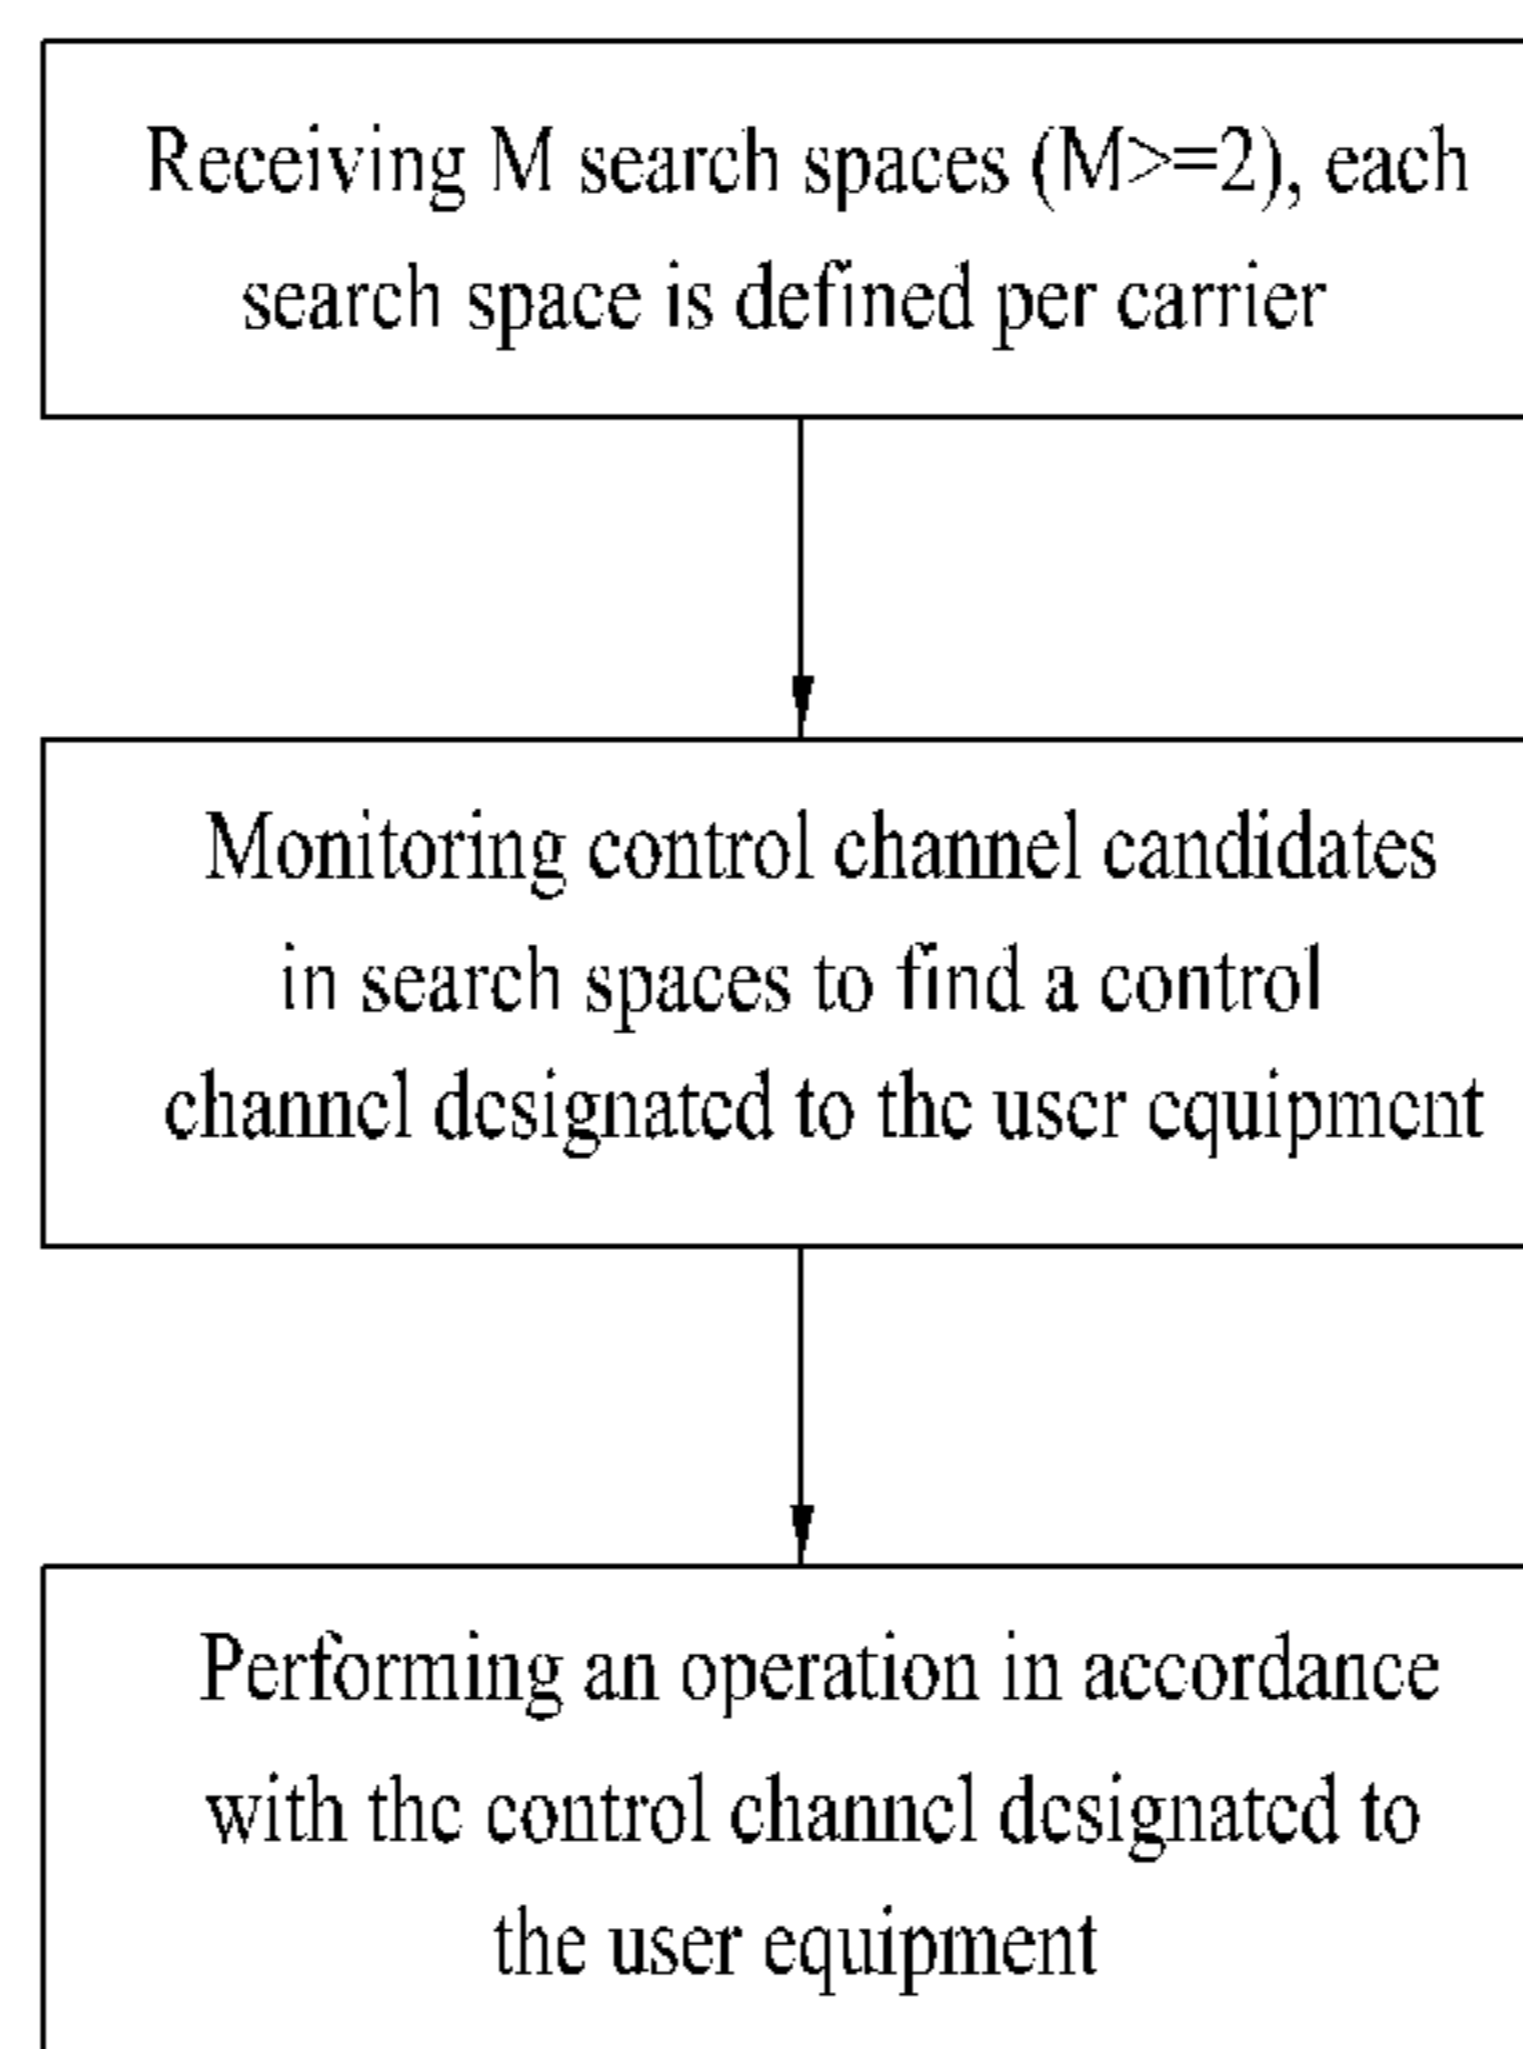 Receiving M search spaces (M>=2), each
search space is defined per carrier
Monitoring control channel candidates
in search spaces to find a control
channel designated to the user equipment
Performing an operation in accordance
with the control channel designated to
the user equipment